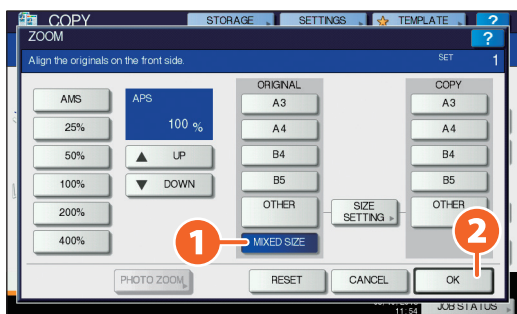 COPY
STORAGE SETTINGS TEMPLATE ?
ZOOM ?
Align the originals on the front side. SET 1
ORIGINAL COPY
AMS APS A3 A3
25% 100 % A4 A4
50% UP B4 B4
100% DOWN B5 B5
200% OTHER SIZE SETTING OTHER
400% 1 MIXED SIZE 2
PHOTO ZOOM RESET CANCEL OK
11:54 JOB STATUS